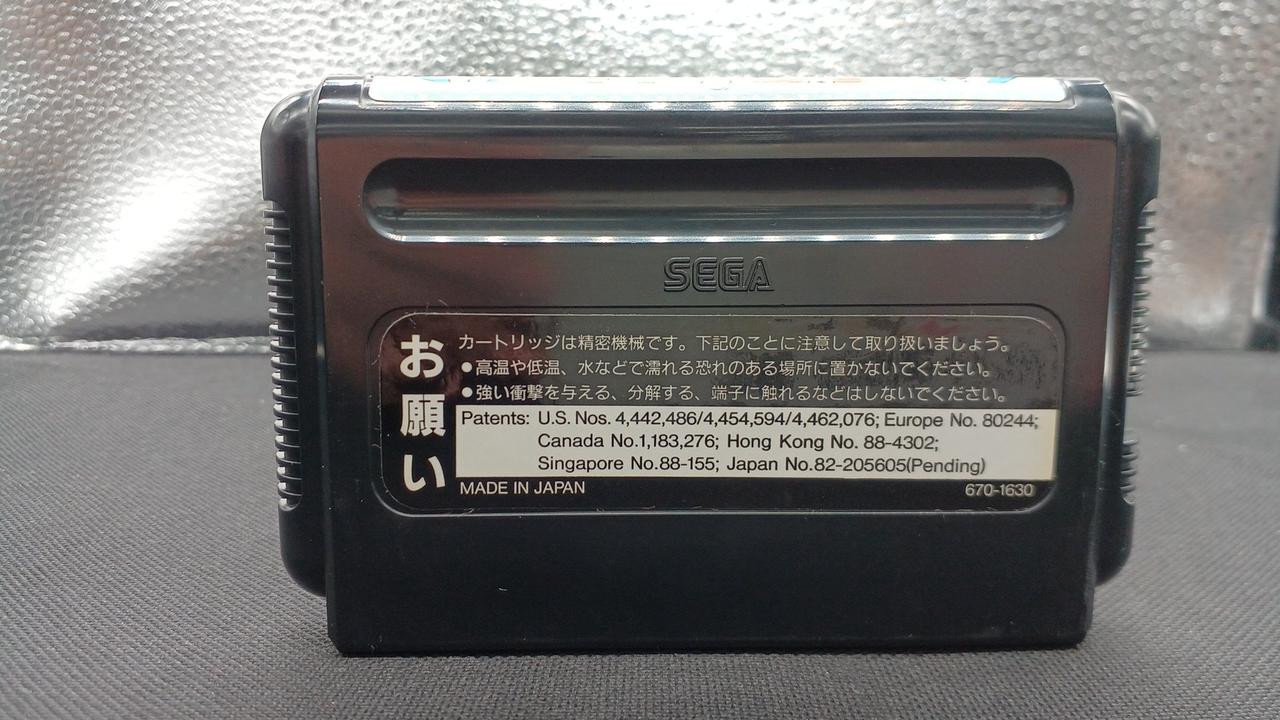 SEGA
お願い
カートリッジは精密機械です。下記のことに注意して取り扱いましょう。
●高温や低温、水などで濡れる恐れのある場所に置かないでください。
●強い衝撃を与える、分解する、端子に触れるなどはしないでください。
Patents: U.S. Nos. 4,442,486/4,454,594/4,462,076; Europe No. 80244;
Canada No.1,183,276; Hong Kong No. 88-4302;
Singapore No.88-155; Japan No.82-205605(Pending)
MADE IN JAPAN
670-1630